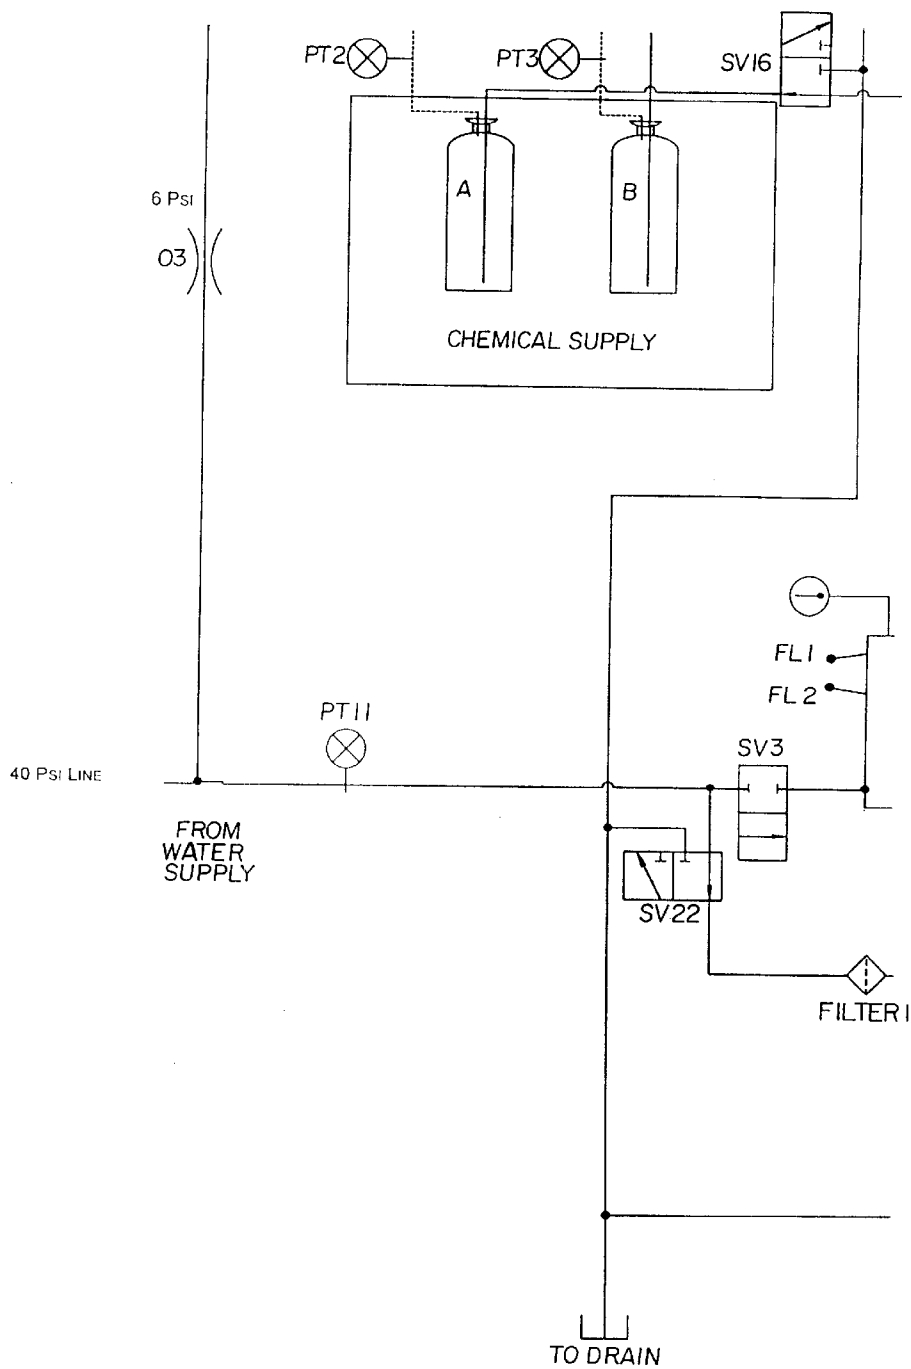 PT2
PT3
SV16
A
B
6 PSI
O3
CHEMICAL SUPPLY
FL1
FL2
PT11
SV3
40 PSI LINE
FROM
WATER
SUPPLY
SV22
FILTER1
TO DRAIN